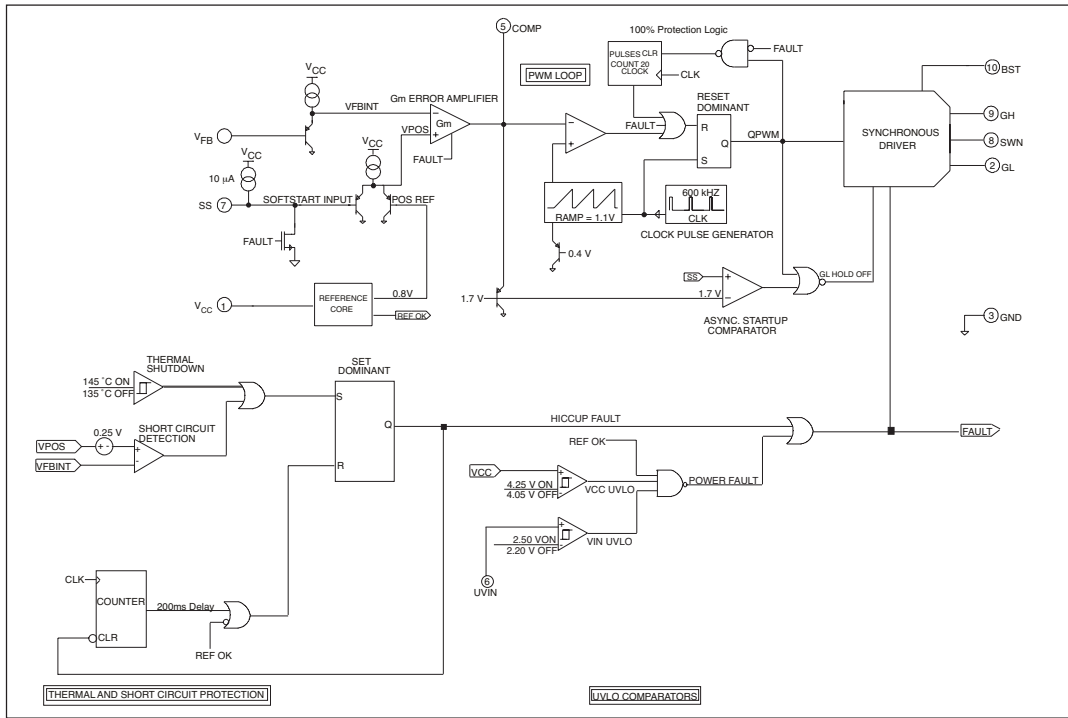 5 COMP
100% Protection Logic
PULSES CLR
COUNT 20
CLOCK
FAULT
CLK
PWM LOOP
10 BST
VCC
Gm ERROR AMPLIFIER
VFBINT
−
Gm
VPOS
+
FAULT
VFB
RESET
DOMINANT
FAULT
R
Q
S
QPWM
−
+
SYNCHRONOUS
DRIVER
9 GH
8 SWN
2 GL
VCC
10 µA
VCC
SS 7
SOFTSTART INPUT
POS REF
FAULT
RAMP = 1.1V
600 kHZ
CLK
CLOCK PULSE GENERATOR
0.4 V
GL HOLD OFF
SS
+
1.7 V
1.7 V
−
ASYNC. STARTUP
COMPARATOR
VCC 1
REFERENCE
CORE
0.8V
REF OK
3 GND
THERMAL
SHUTDOWN
145 ˚C ON
135 ˚C OFF
SET
DOMINANT
S
Q
R
0.25 V
+ -
VPOS
VFBINT
SHORT CIRCUIT
DETECTION
+
-
HICCUP FAULT
FAULT
REF OK
VCC
+
-
4.25 V ON
4.05 V OFF
VCC UVLO
POWER FAULT
+
-
2.50 VON
2.20 V OFF
VIN UVLO
6
UVIN
CLK
COUNTER
CLR
200ms Delay
REF OK
THERMAL AND SHORT CIRCUIT PROTECTION
UVLO COMPARATORS